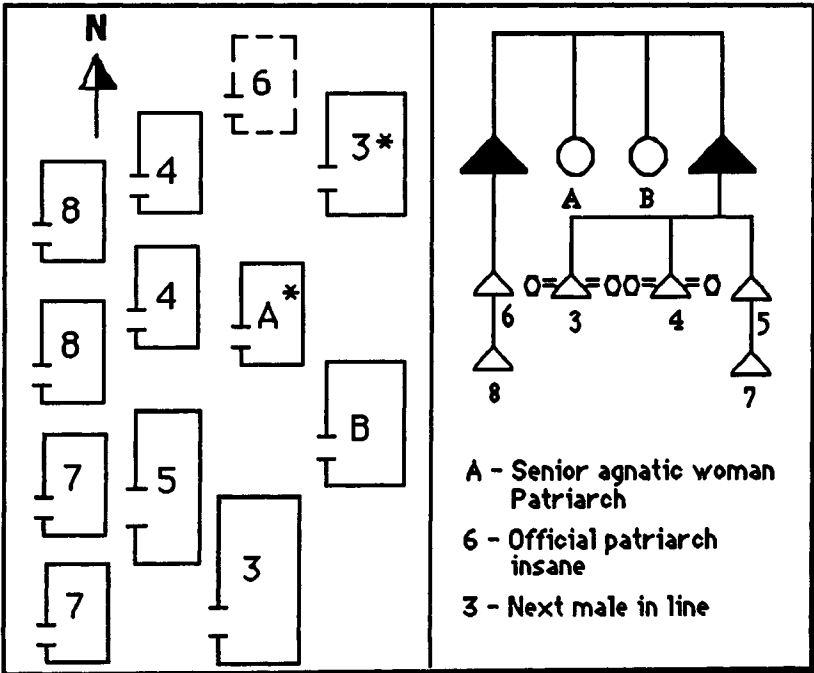 N
6
3*
4
8
4
A*
8
B
7
5
3
7
A B
6 3 4 5
8 7
A - Senior agnatic woman
Patriarch
6 - Official patriarch
insane
3 - Next male in line